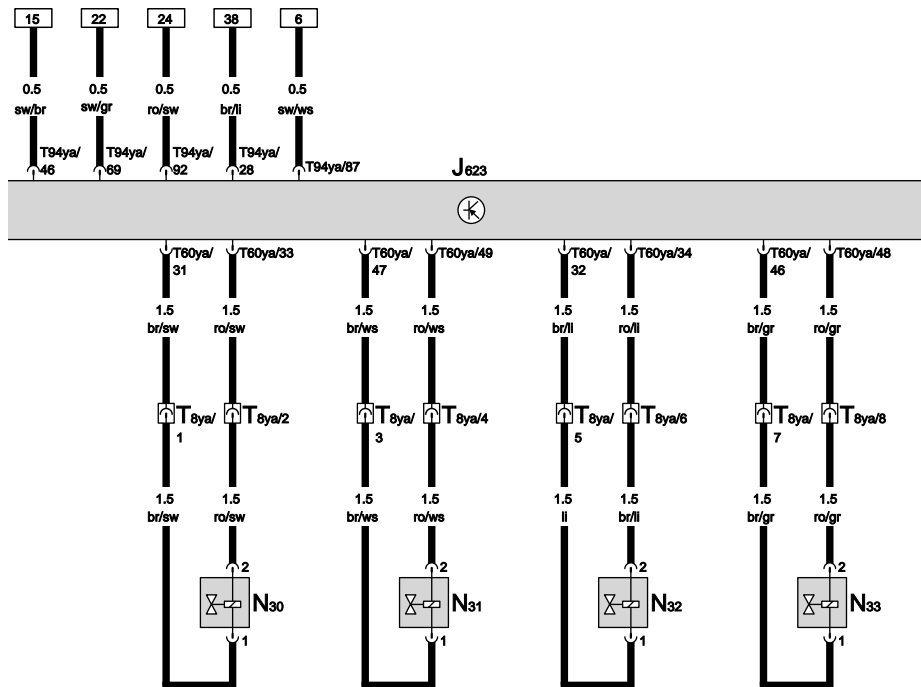 15 22 24 38 6
0.5 0.5 0.5 0.5 0.5
sw/br sw/gr ro/sw br/li sw/ws
T94ya/ T94ya/ T94ya/ T94ya/ T94ya/87
46 69 92 28
J623
T60ya/ T60ya/33 T60ya/ T60ya/49 T60ya/ T60ya/34 T60ya/ T60ya/48
31 47 32 46
1.5 1.5 1.5 1.5 1.5 1.5 1.5 1.5
br/sw ro/sw br/ws ro/ws br/li ro/li br/gr ro/gr
T8ya/ T8ya/2 T8ya/ T8ya/4 T8ya/ T8ya/6 T8ya/ T8ya/8
1 3 5 7
1.5 1.5 1.5 1.5 1.5 1.5 1.5 1.5
br/sw ro/sw br/ws ro/ws li br/li br/gr ro/gr
2 2 2 2
N30 N31 N32 N33
1 1 1 1